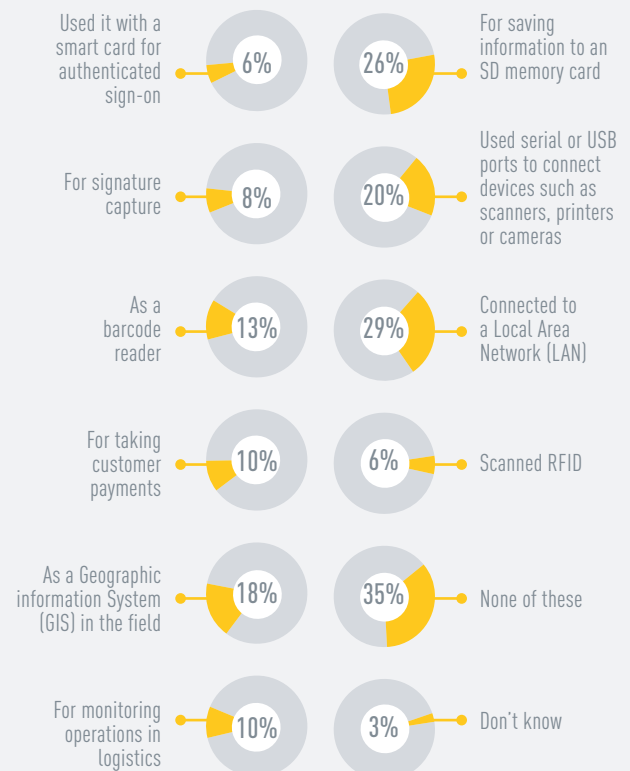 Used it with a
smart card for
authenticated
sign-on
6%
26%
For saving
information to an
SD memory card
For signature
capture
8%
20%
Used serial or USB
ports to connect
devices such as
scanners, printers
or cameras
As a
barcode
reader
13%
29%
Connected to
a Local Area
Network (LAN)
For taking
customer
payments
10%
6%
Scanned RFID
As a Geographic
information System
(GIS) in the field
18%
35%
None of these
For monitoring
operations in
logistics
10%
3%
Don't know